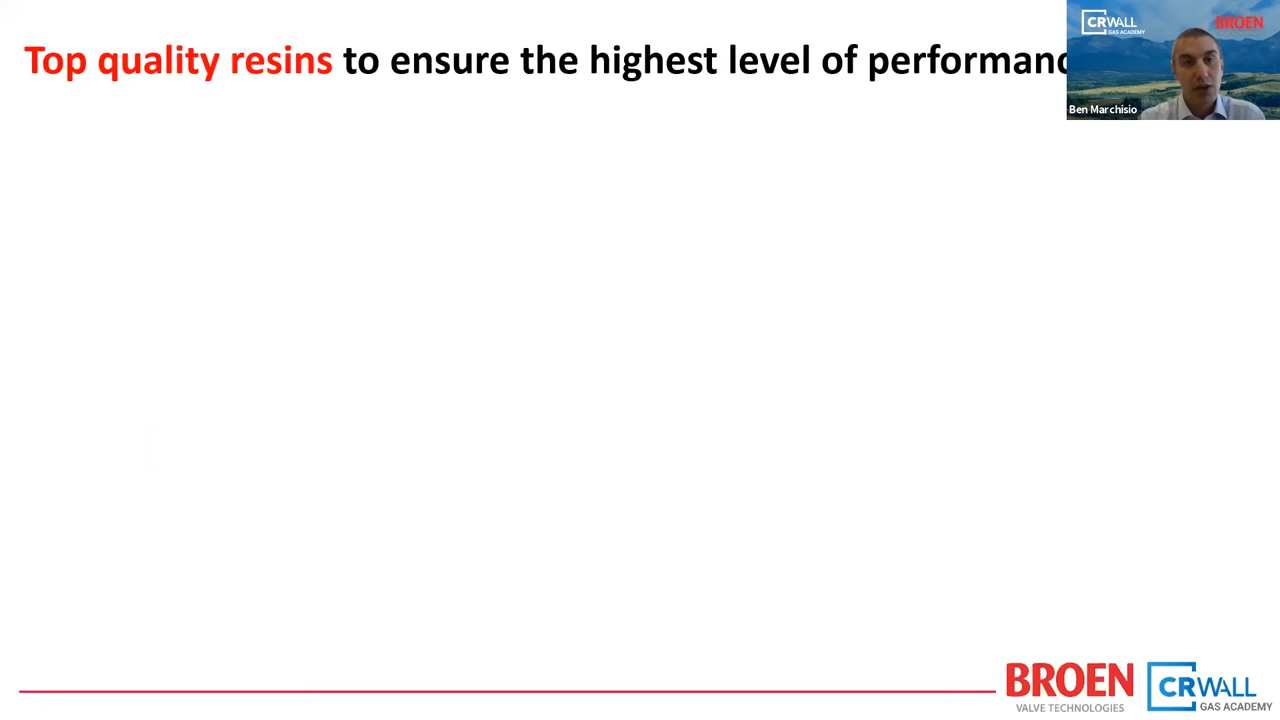 Top quality resins to ensure the highest level of performanc
CRWALL
GAS ACADEMY
BROEN
Ben Marchisio
BROEN
VALVE TECHNOLOGIES
CRWALL
GAS ACADEMY